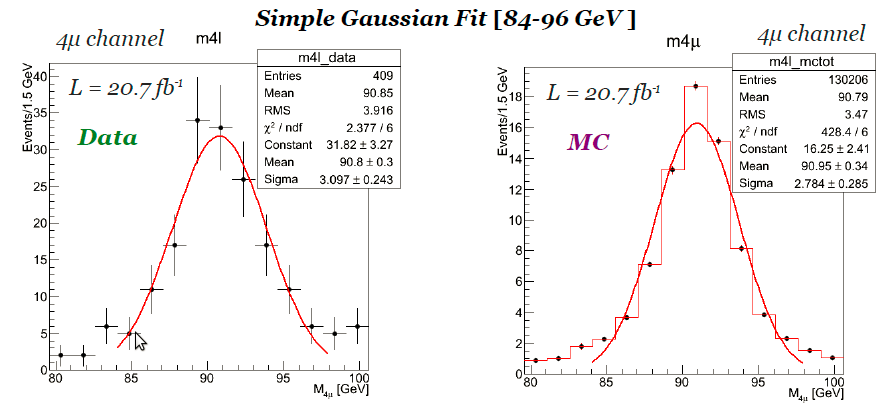 Simple Gaussian Fit [84-96 GeV ]
4μ channel
m4l
m4l_data
Entries 409
Mean 90.85
RMS 3.916
χ² / ndf 2.377 / 6
Constant 31.82 ± 3.27
Mean 90.8 ± 0.3
Sigma 3.097 ± 0.243
L = 20.7 fb⁻¹
Data
Events/1.5 GeV
40
35
30
25
20
15
10
5
0
80 85 90 95 100
M4μ [GeV]
4μ channel
m4μ
m4l_mctot
Entries 130206
Mean 90.79
RMS 3.47
χ² / ndf 428.4 / 6
Constant 16.25 ± 2.41
Mean 90.95 ± 0.34
Sigma 2.784 ± 0.285
L = 20.7 fb⁻¹
MC
Events/1.5 GeV
18
16
14
12
10
8
6
4
2
0
80 85 90 95 100
M4μ [GeV]